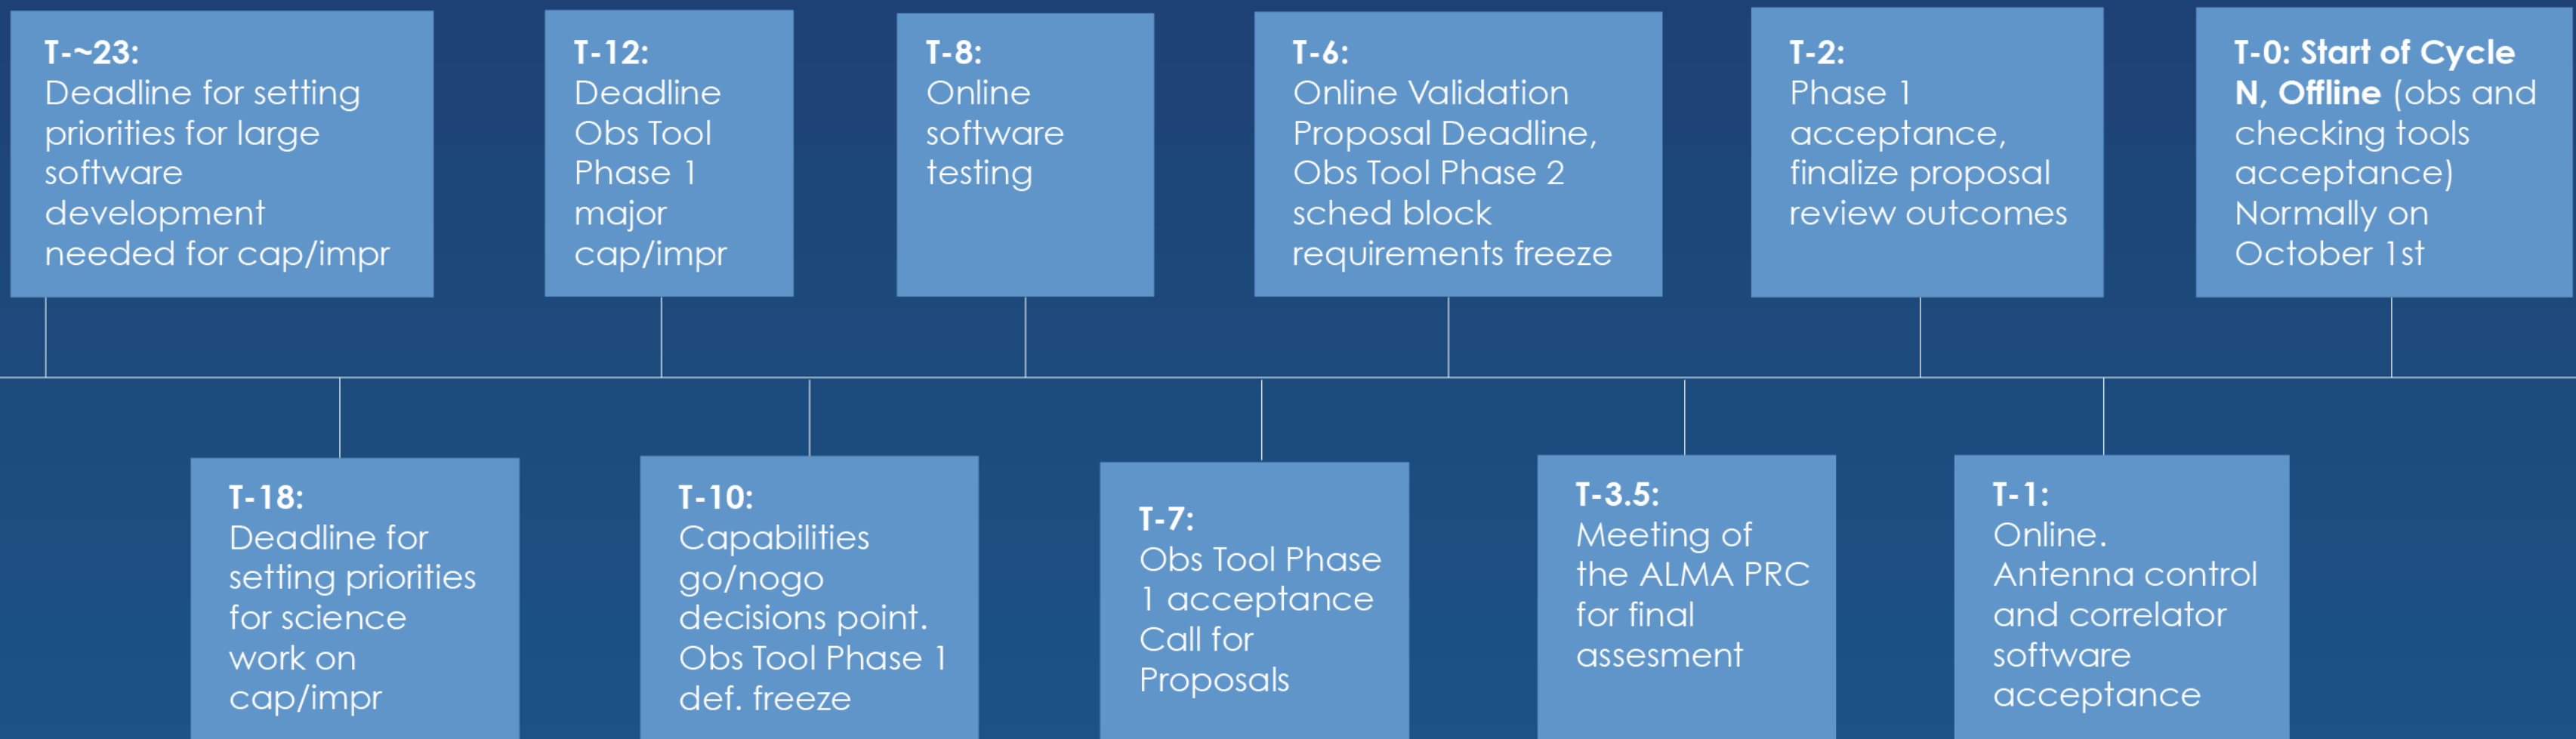 T-~23:
Deadline for setting
priorities for large
software
development
needed for cap/impr
T-12:
Deadline
Obs Tool
Phase 1
major
cap/impr
T-8:
Online
software
testing
T-6:
Online Validation
Proposal Deadline,
Obs Tool Phase 2
sched block
requirements freeze
T-2:
Phase 1
acceptance,
finalize proposal
review outcomes
T-0: Start of Cycle
N, Offline (obs and
checking tools
acceptance)
Normally on
October 1st
T-18:
Deadline for
setting priorities
for science
work on
cap/impr
T-10:
Capabilities
go/nogo
decisions point.
Obs Tool Phase 1
def. freeze
T-7:
Obs Tool Phase
1 acceptance
Call for
Proposals
T-3.5:
Meeting of
the ALMA PRC
for final
assesment
T-1:
Online.
Antenna control
and correlator
software
acceptance